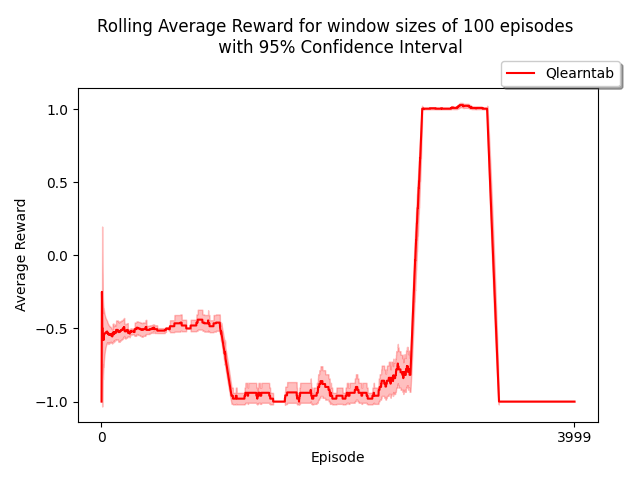 Rolling Average Reward for window sizes of 100 episodes
with 95% Confidence Interval
Qlearntab
1.0
0.5
0.0
−0.5
−1.0
Average Reward
0
3999
Episode